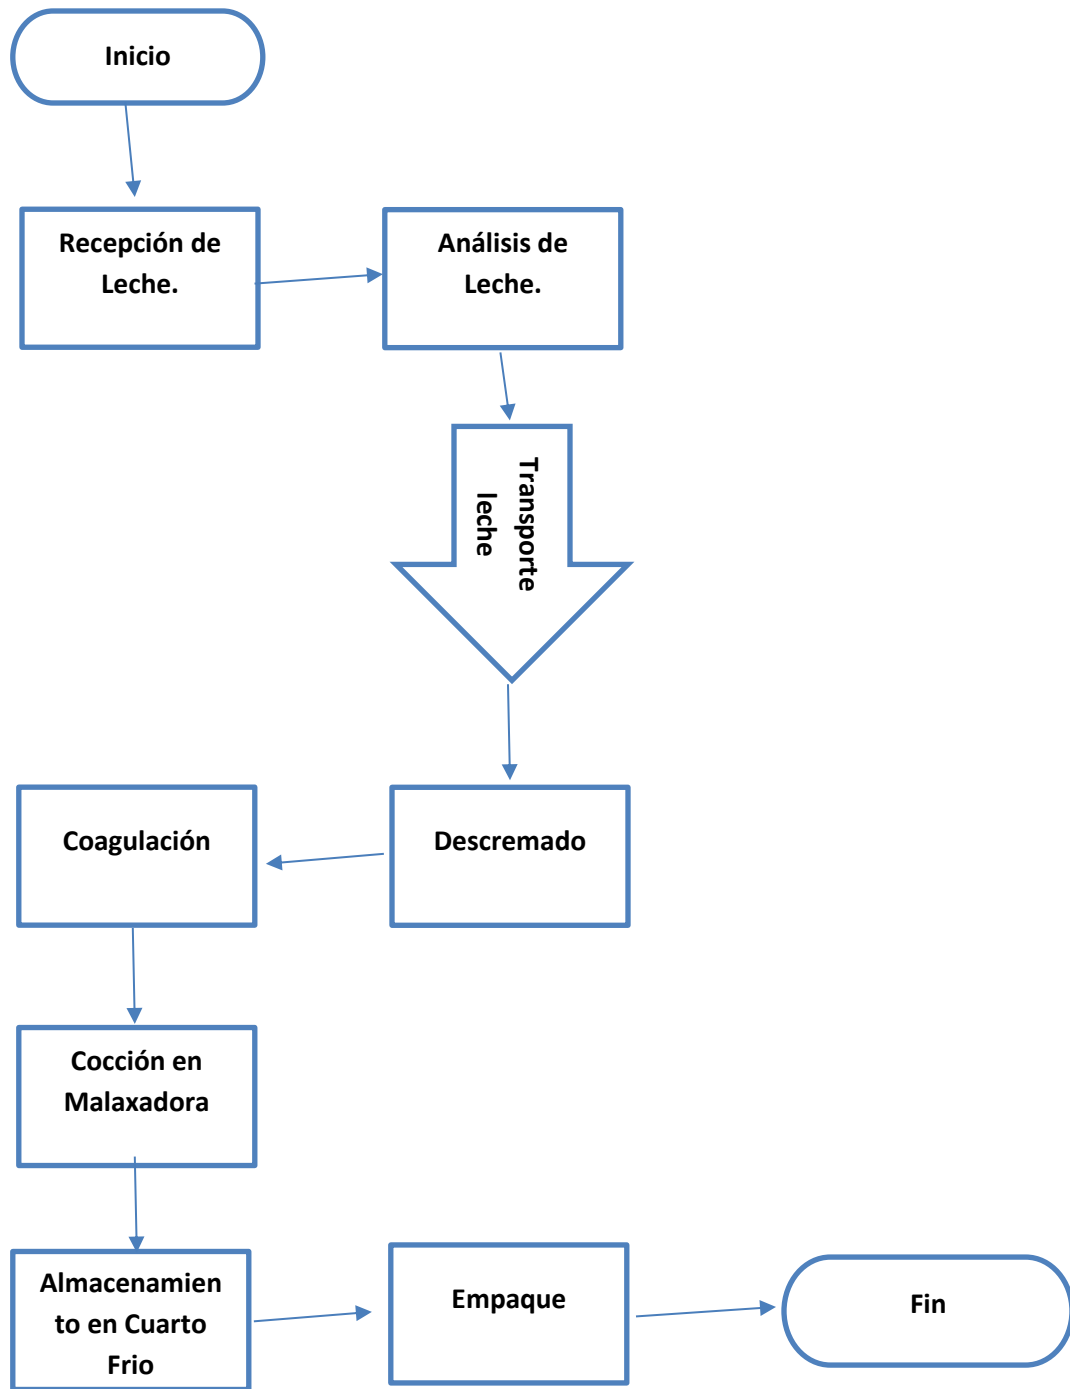 Inicio
Recepción de
Leche.
Análisis de
Leche.
Transporte
leche
Descremado
Coagulación
Cocción en
Malaxadora
Almacenamien
to en Cuarto
Frio
Empaque
Fin